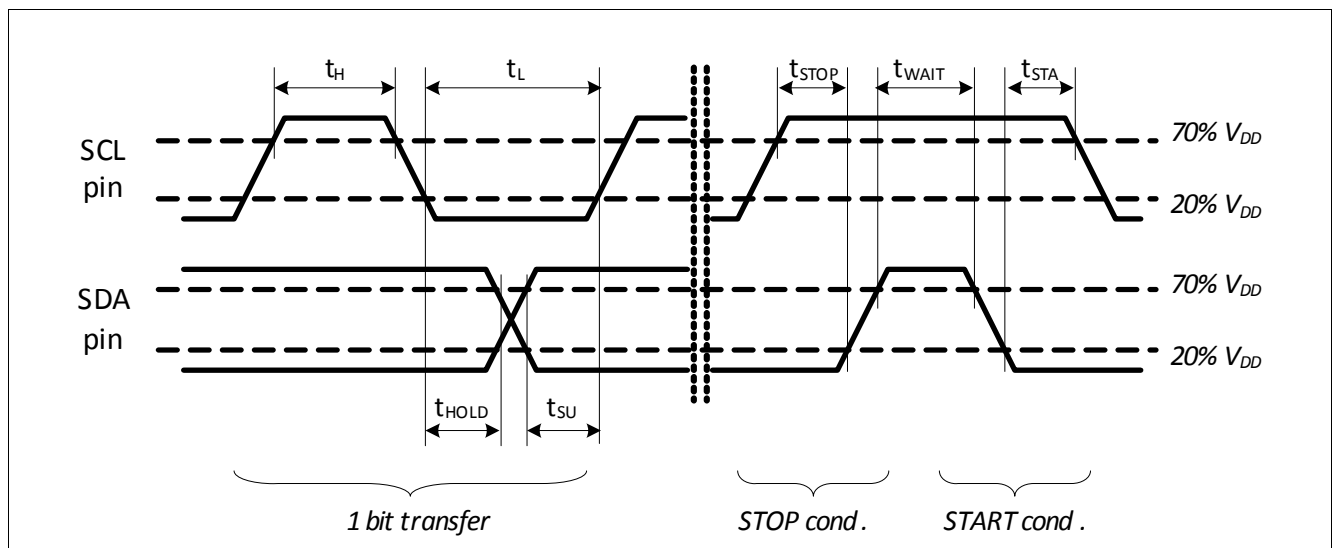 tH tL tSTOP tWAIT tSTA
SCL
pin
70% VDD
20% VDD
SDA
pin
70% VDD
20% VDD
tHOLD tSU
1 bit transfer STOP cond . START cond .